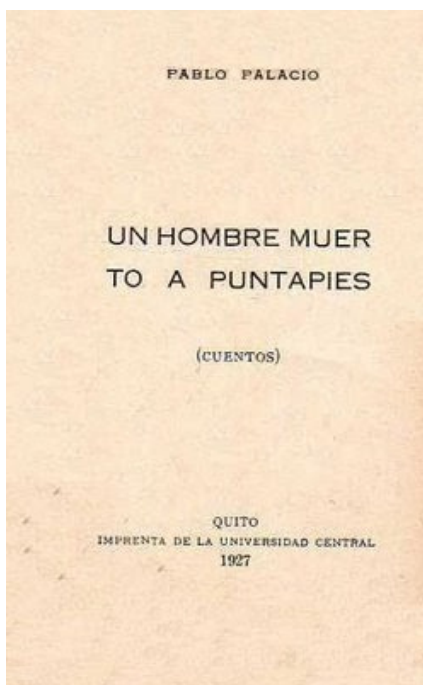 PABLO PALACIO
UN HOMBRE MUER
TO A PUNTAPIES
(CUENTOS)
QUITO
IMPRENTA DE LA UNIVERSIDAD CENTRAL
1927